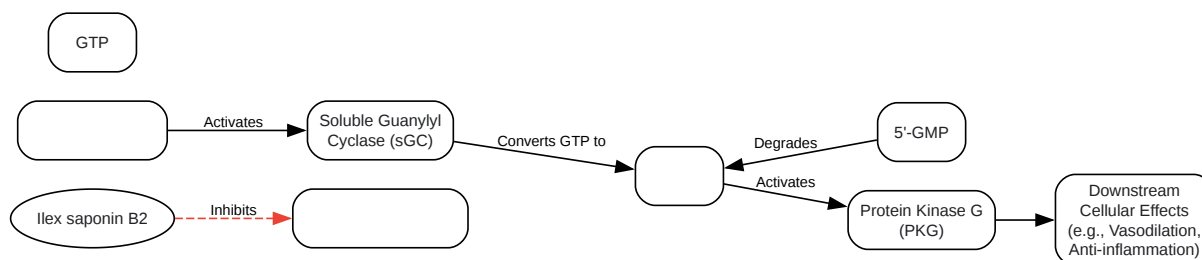 GTP
Activates
Soluble Guanylyl
Cyclase (sGC)
Converts GTP to
Degrades
5'-GMP
Activates
Ilex saponin B2
Inhibits
Protein Kinase G
(PKG)
Downstream
Cellular Effects
(e.g., Vasodilation,
Anti-inflammation)